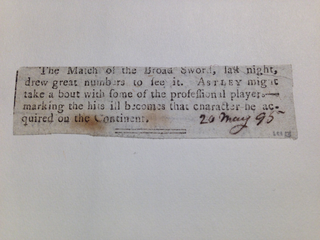 The Match of the Broad Sword, laſt night,
drew great numbers to ſee it. ASTLEY might
take a bout with ſome of the profeſſional players—
marking the hits ill becomes that character he ac-
quired on the Continent. 20 May 95